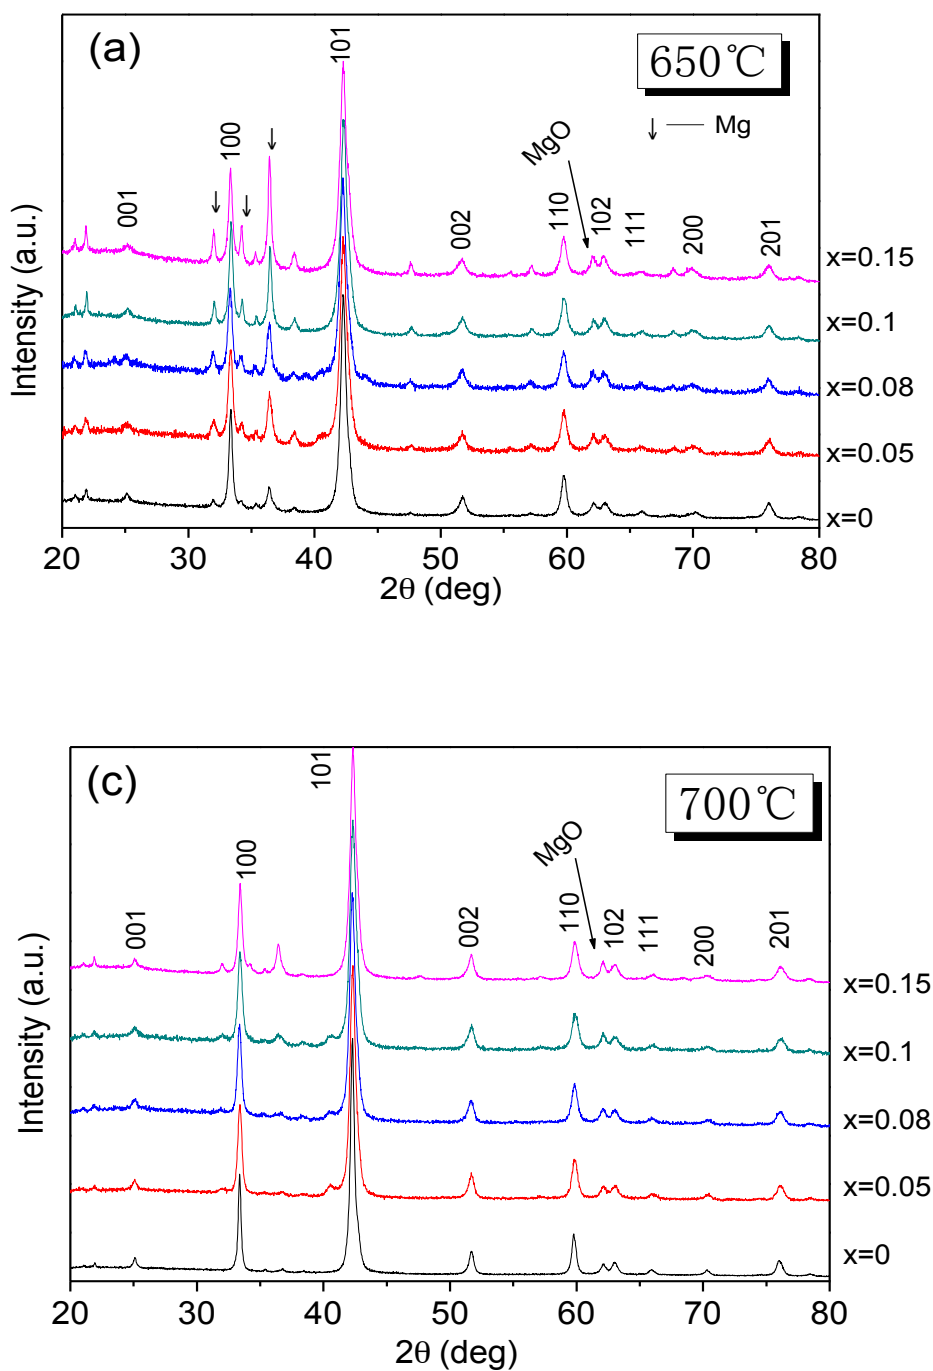 (a)
101
650℃
↓ — Mg
MgO
100
001
002
110
102
111
200
201
Intensity (a.u.)
x=0.15
x=0.1
x=0.08
x=0.05
x=0
20 30 40 50 60 70 80
2θ (deg)
(c)
101
700℃
MgO
100
001
002
110
102
111
200
201
Intensity (a.u.)
x=0.15
x=0.1
x=0.08
x=0.05
x=0
20 30 40 50 60 70 80
2θ (deg)